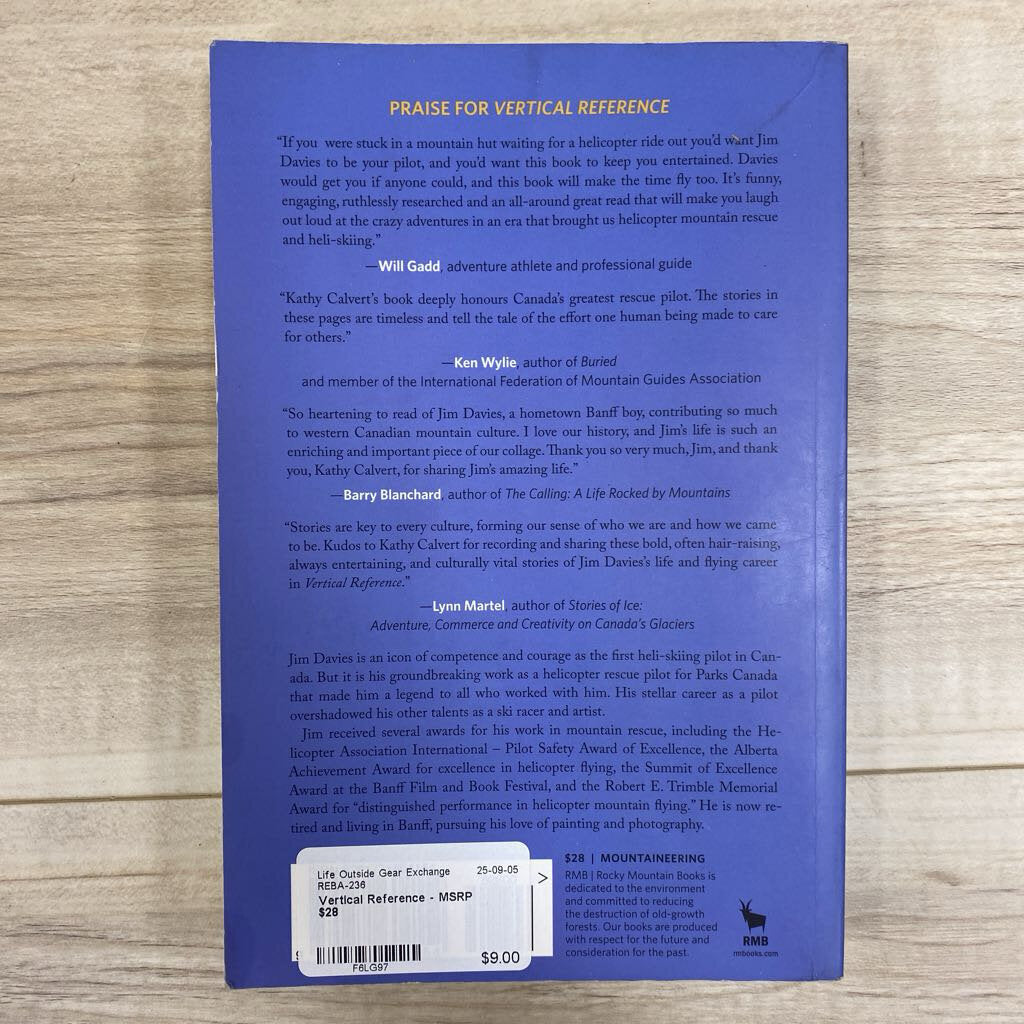 PRAISE FOR VERTICAL REFERENCE
“If you were stuck in a mountain hut waiting for a helicopter ride out you’d want Jim
Davies to be your pilot, and you’d want this book to keep you entertained. Davies
would get you if anyone could, and this book will make the time fly too. It’s funny,
engaging, ruthlessly researched and an all-around great read that will make you laugh
out loud at the crazy adventures in an era that brought us helicopter mountain rescue
and heli-skiing.”
—Will Gadd, adventure athlete and professional guide
“Kathy Calvert’s book deeply honours Canada’s greatest rescue pilot. The stories in
these pages are timeless and tell the tale of the effort one human being made to care
for others.”
—Ken Wylie, author of Buried
and member of the International Federation of Mountain Guides Association
“So heartening to read of Jim Davies, a hometown Banff boy, contributing so much
to western Canadian mountain culture. I love our history, and Jim’s life is such an
enriching and important piece of our collage. Thank you so very much, Jim, and thank
you, Kathy Calvert, for sharing Jim’s amazing life.”
—Barry Blanchard, author of The Calling: A Life Rocked by Mountains
“Stories are key to every culture, forming our sense of who we are and how we came
to be. Kudos to Kathy Calvert for recording and sharing these bold, often hair-raising,
always entertaining, and culturally vital stories of Jim Davies’s life and flying career
in Vertical Reference.”
—Lynn Martel, author of Stories of Ice:
Adventure, Commerce and Creativity on Canada’s Glaciers
Jim Davies is an icon of competence and courage as the first heli-skiing pilot in Can-
ada. But it is his groundbreaking work as a helicopter rescue pilot for Parks Canada
that made him a legend to all who worked with him. His stellar career as a pilot
overshadowed his other talents as a ski racer and artist.
Jim received several awards for his work in mountain rescue, including the He-
licopter Association International – Pilot Safety Award of Excellence, the Alberta
Achievement Award for excellence in helicopter flying, the Summit of Excellence
Award at the Banff Film and Book Festival, and the Robert E. Trimble Memorial
Award for “distinguished performance in helicopter mountain flying.” He is now re-
tired and living in Banff, pursuing his love of painting and photography.
Life Outside Gear Exchange 25-09-05
REBA-236
Vertical Reference - MSRP
$28
F6LG97
$9.00
>
$28 | MOUNTAINEERING
RMB | Rocky Mountain Books is
dedicated to the environment
and committed to reducing
the destruction of old-growth
forests. Our books are produced
with respect for the future and
consideration for the past.
RMB
rmbooks.com